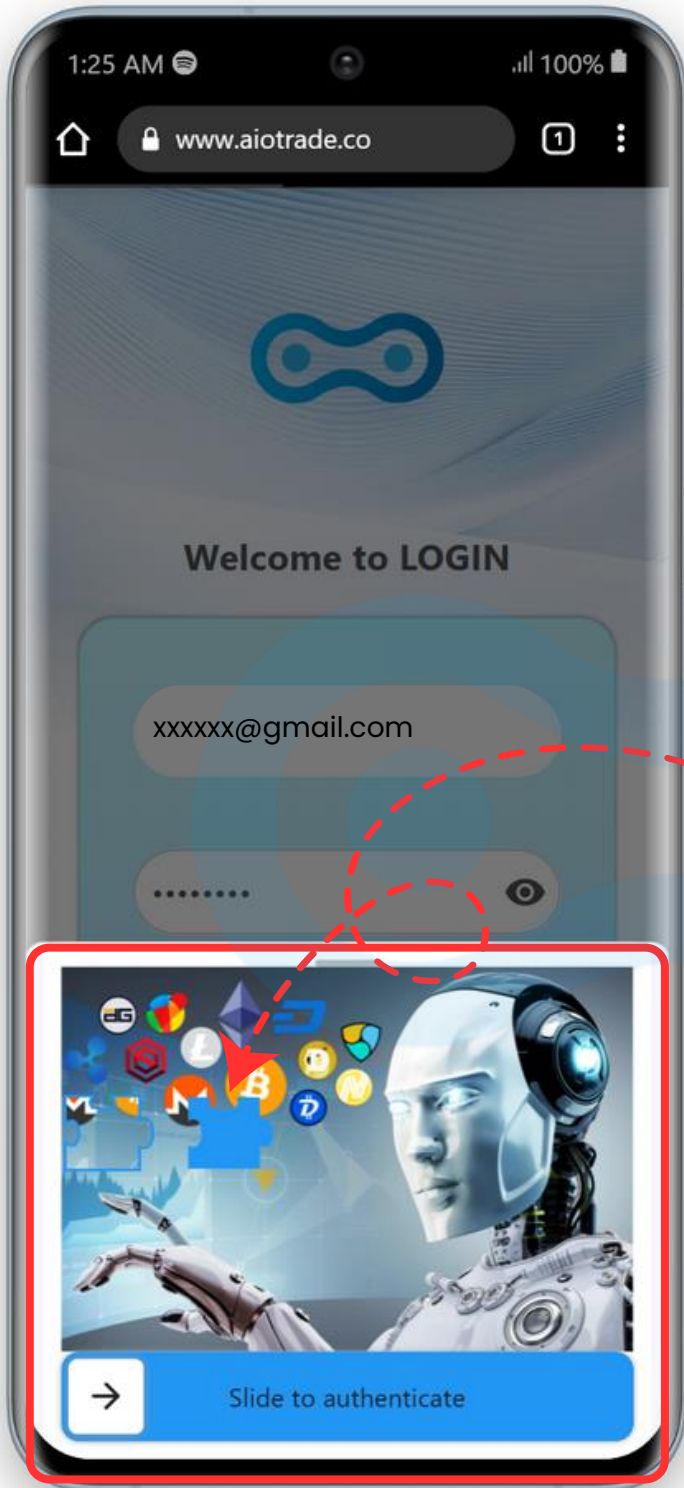 1:25 AM
100%
www.aiotrade.co
1
Welcome to LOGIN
xxxxxx@gmail.com
••••••••
Slide to authenticate